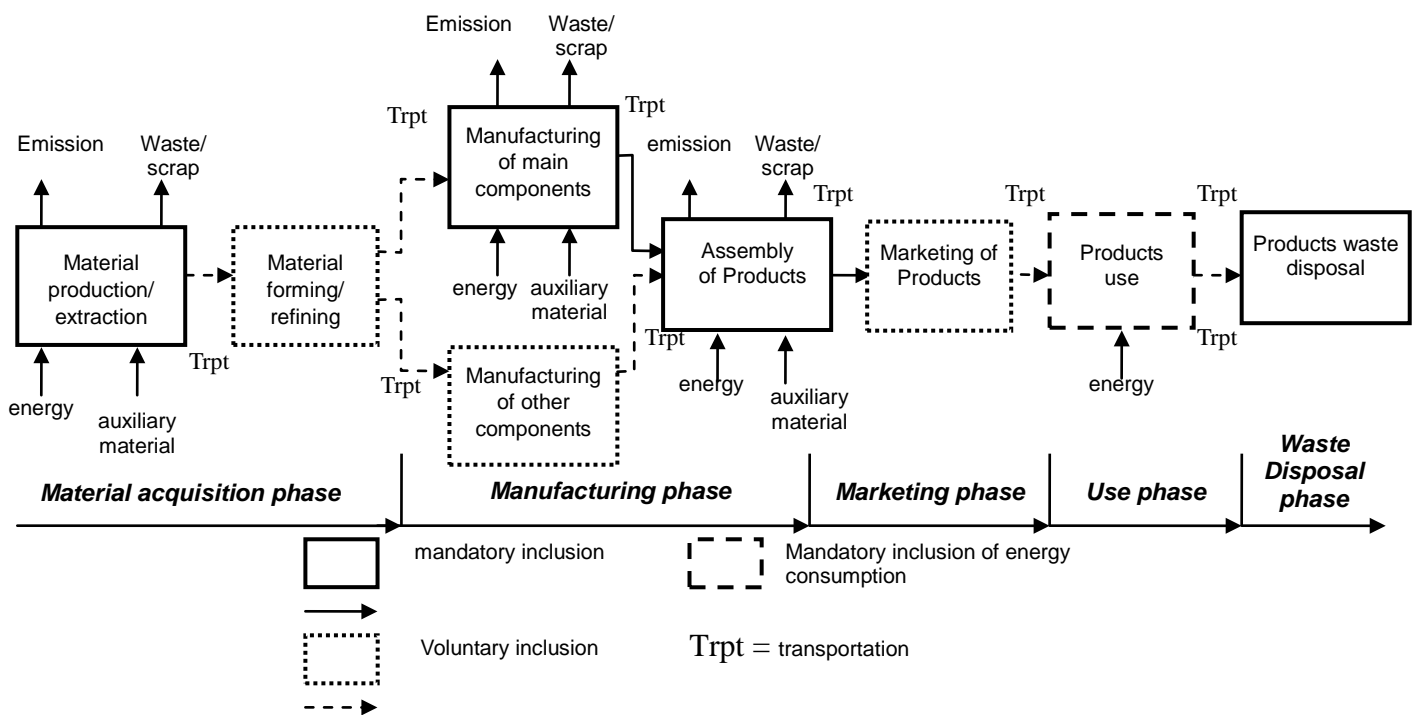 Emission
Waste/
scrap
Trpt
Trpt
Manufacturing
of main
components
Emission
Waste/
scrap
emission
Waste/
scrap
Trpt
Trpt
Trpt
Material
production/
extraction
Material
forming/
refining
energy
auxiliary
material
Assembly
of Products
Marketing of
Products
Products
use
Products waste
disposal
Trpt
Trpt
Manufacturing
of other
components
Trpt
Trpt
energy
auxiliary
material
energy
auxiliary
material
energy
Material acquisition phase
Manufacturing phase
Marketing phase
Use phase
Waste
Disposal
phase
mandatory inclusion
Mandatory inclusion of energy
consumption
Voluntary inclusion
Trpt = transportation